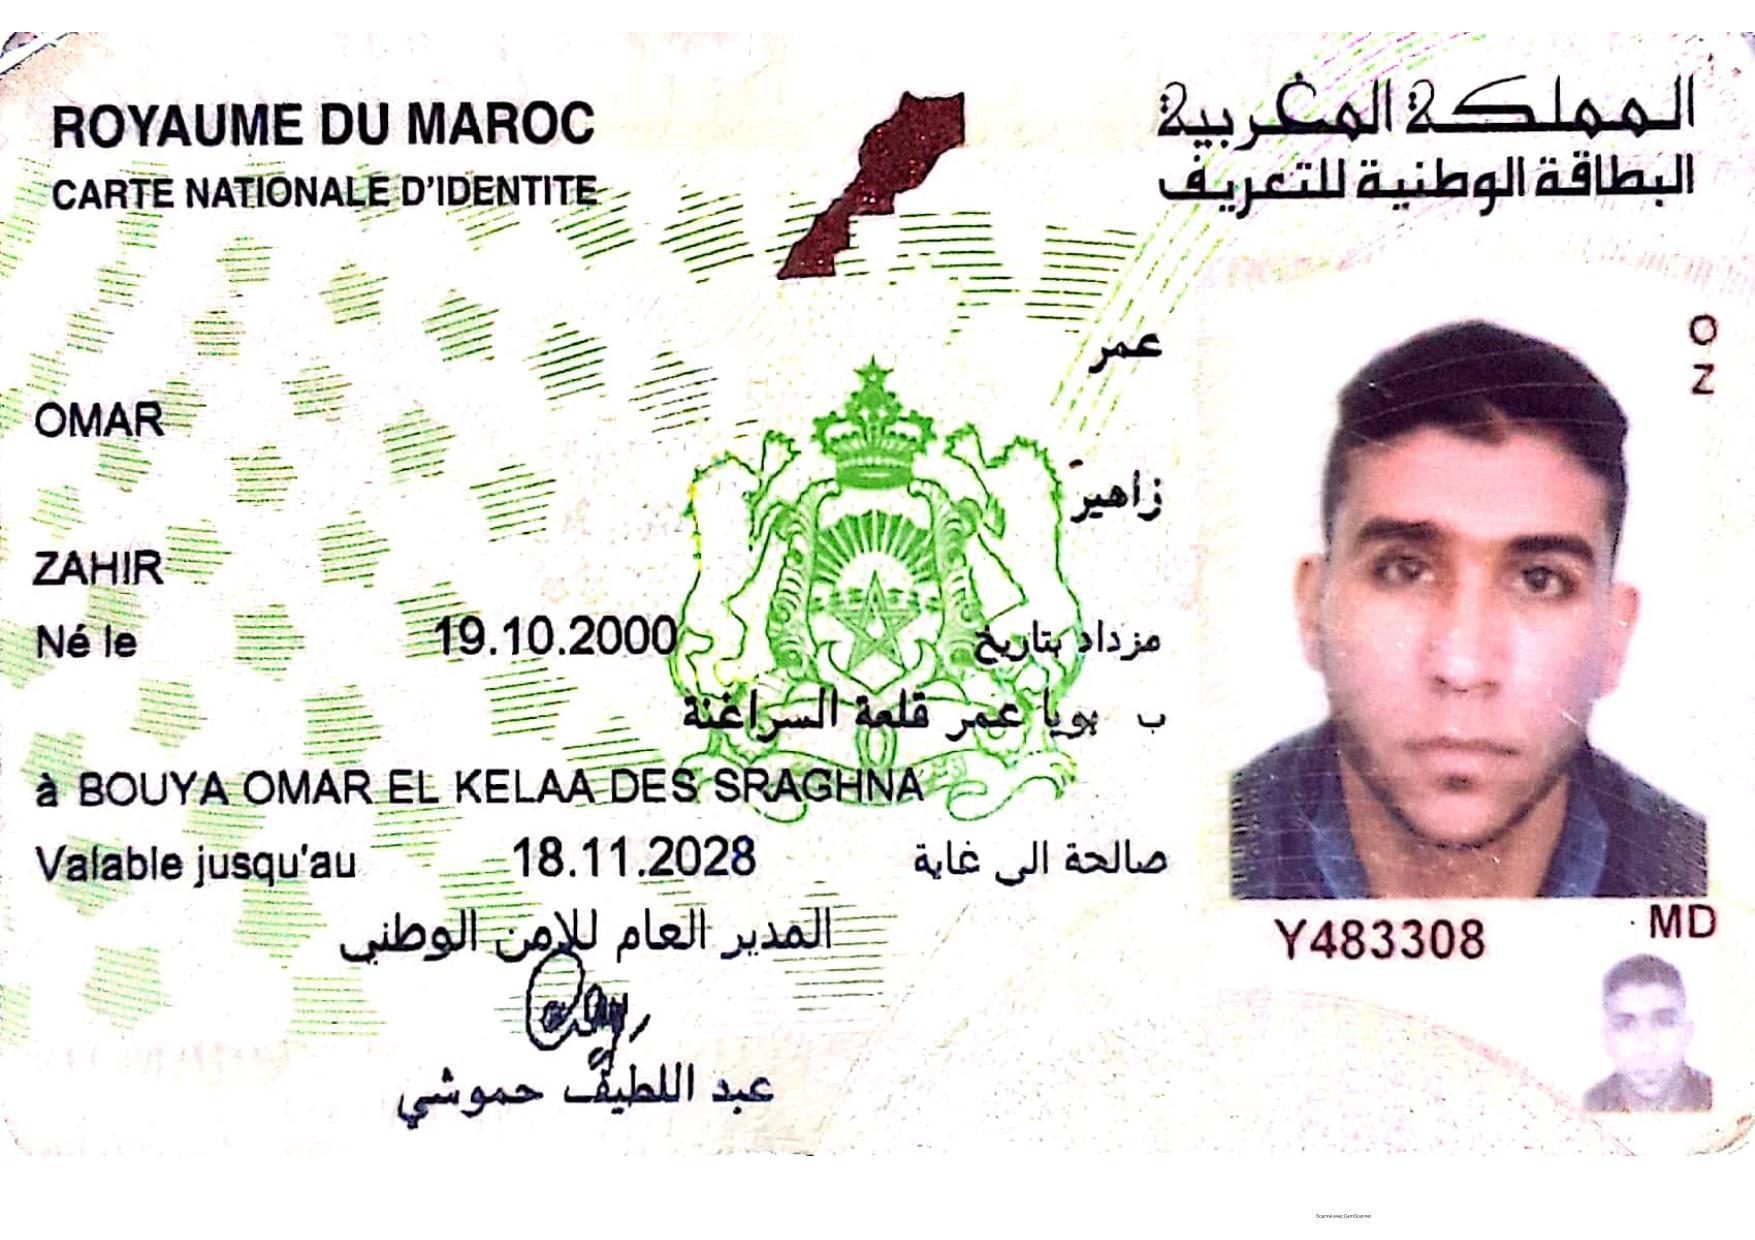 ROYAUME DU MAROC
المملكة المغربية
CARTE NATIONALE D'IDENTITE
البطاقة الوطنية للتعريف
عمر
OMAR
زاهير
ZAHIR
Né le 19.10.2000 مزداد بتاريخ
ب بويا عمر قلعة السراغنة
à BOUYA OMAR EL KELAA DES SRAGHNA
Valable jusqu'au 18.11.2028 صالحة الى غاية
المدير العام للامن الوطني
عبد اللطيف حموشي
O
Z
Y483308
MD
Scanné avec CamScanner